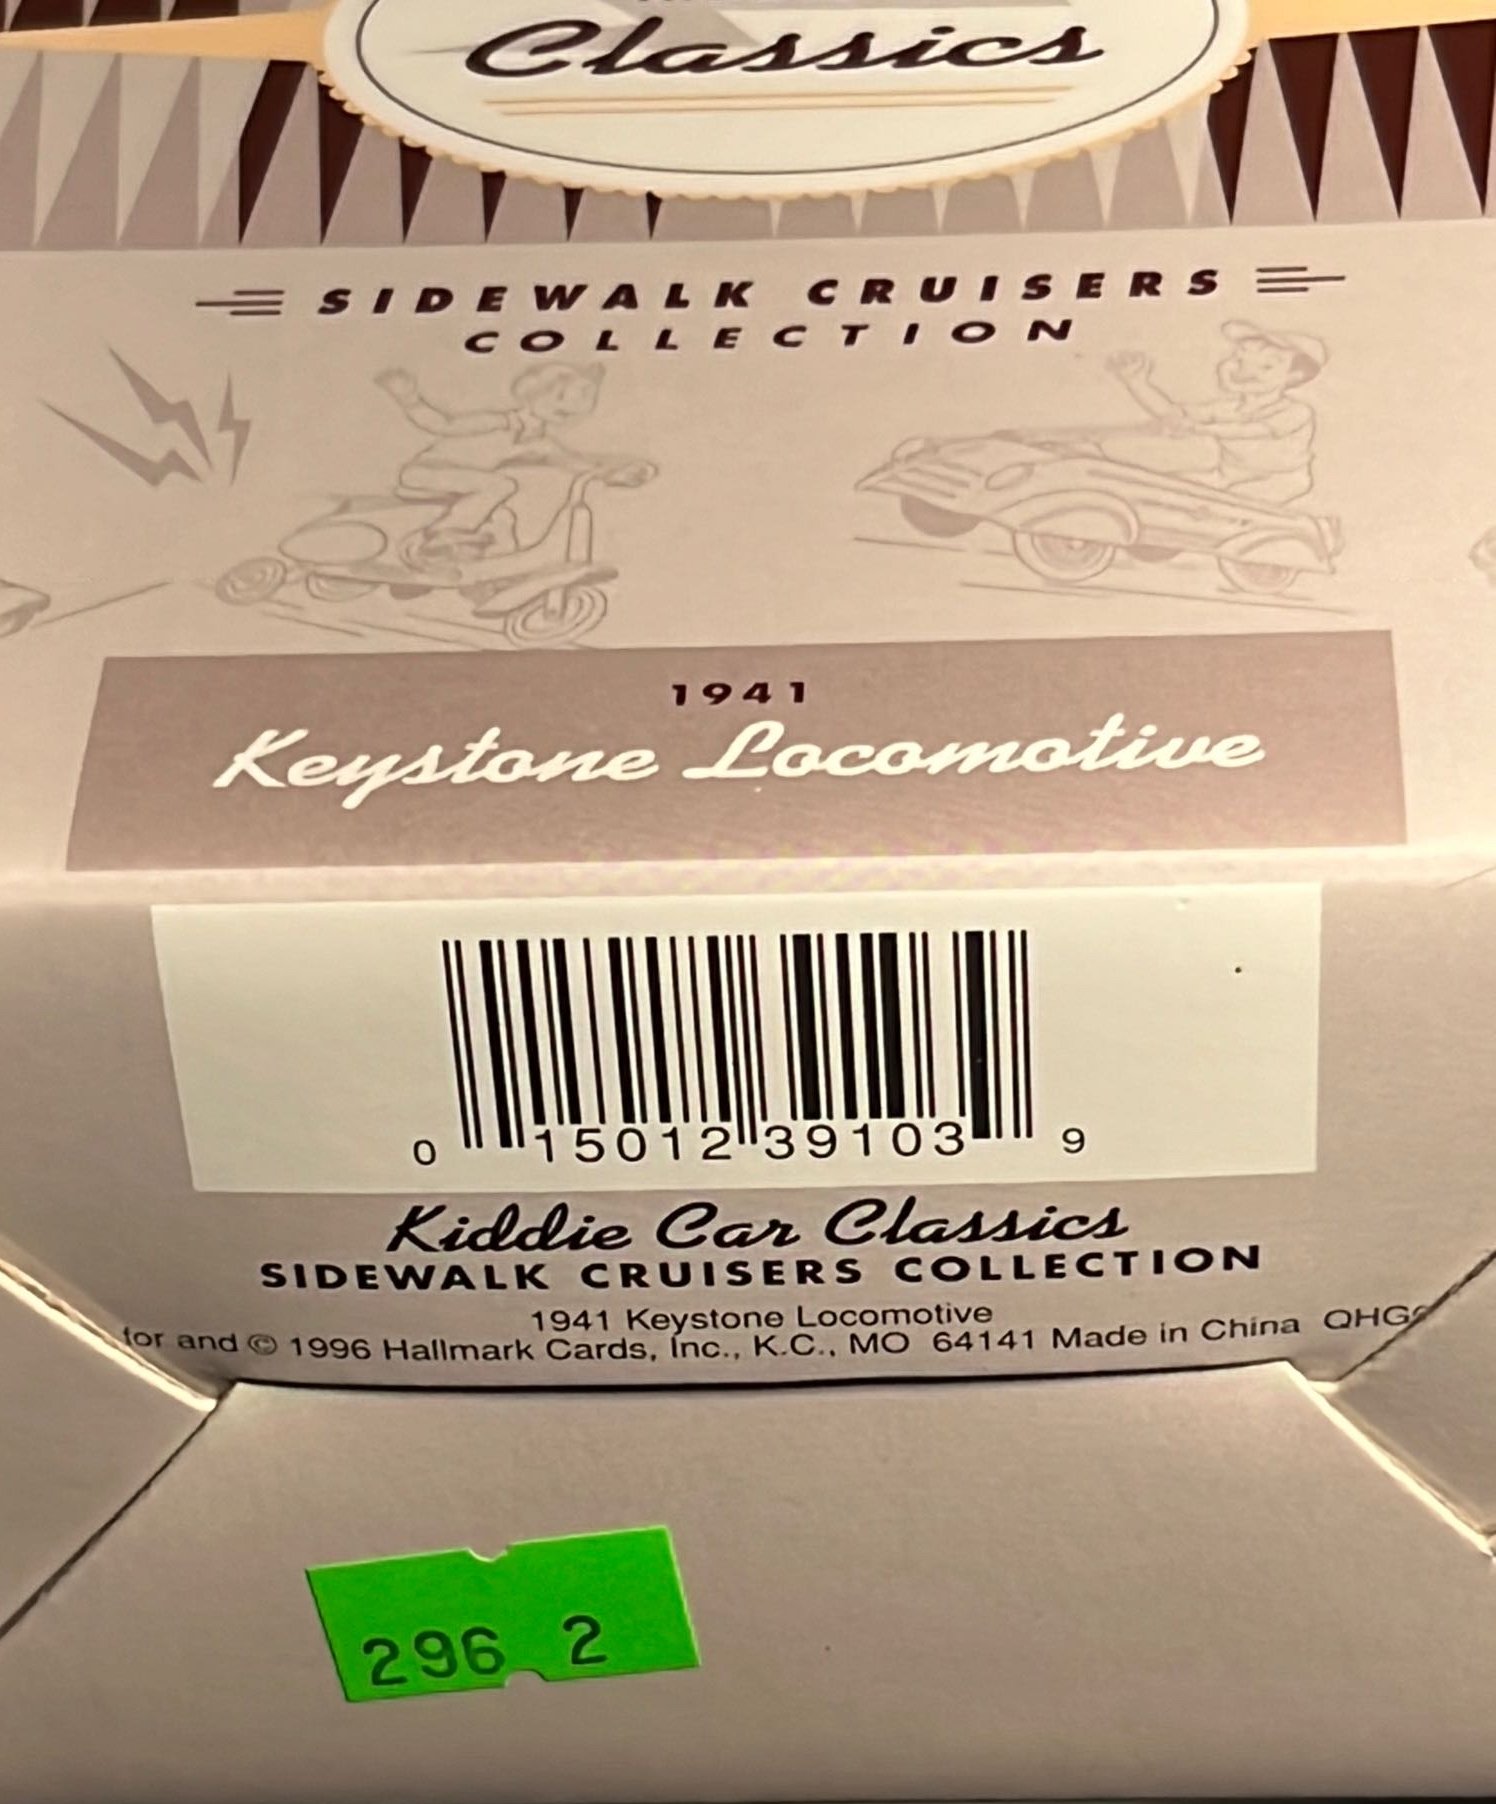 Classics
SIDEWALK CRUISERS
COLLECTION
1941
Keystone Locomotive
0 15012 39103 9
Kiddie Car Classics
SIDEWALK CRUISERS COLLECTION
1941 Keystone Locomotive
for and © 1996 Hallmark Cards, Inc., K.C., MO 64141 Made in China
296 2